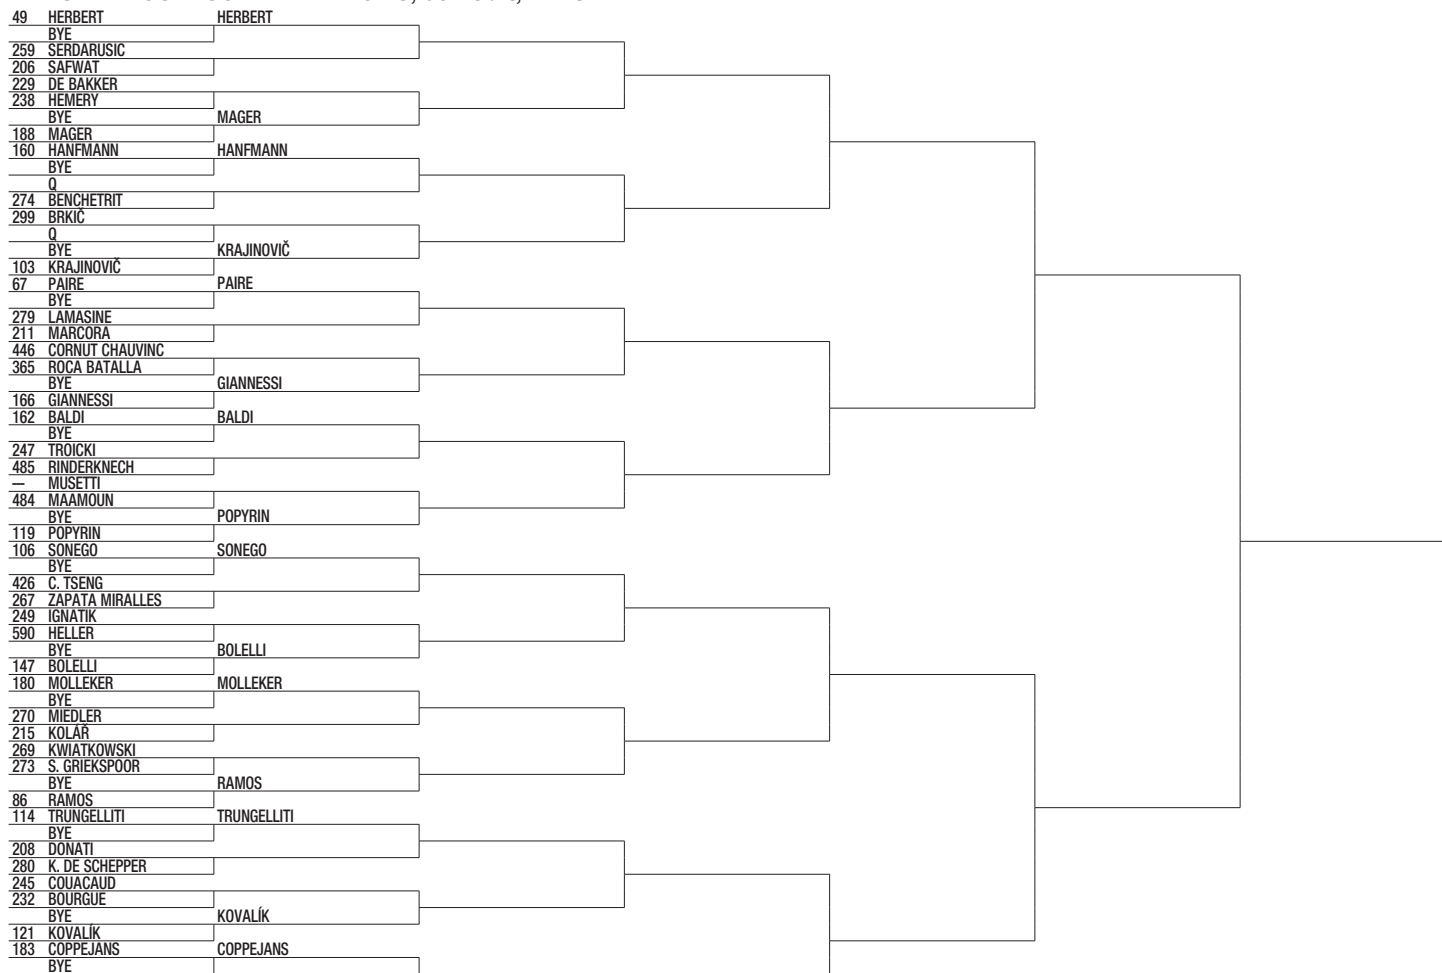 49 HERBERT HERBERT
BYE
259 SERDARUSIC
206 SAFWAT
229 DE BAKKER
238 HEMERY
BYE MAGER
188 MAGER
160 HANFMANN HANFMANN
BYE
Q
274 BENCHETRIT
299 BRKIČ
Q
BYE KRAJINOVIČ
103 KRAJINOVIČ
67 PAIRE PAIRE
BYE
279 LAMASINE
211 MARCORA
446 CORNUT CHAUVINC
365 ROCA BATALLA
BYE GIANNESSI
166 GIANNESSI
162 BALDI BALDI
BYE
247 TROICKI
485 RINDERKNECH
— MUSETTI
484 MAAMOUN
BYE POPYRIN
119 POPYRIN
106 SONEGO SONEGO
BYE
426 C. TSENG
267 ZAPATA MIRALLES
249 IGNATIK
590 HELLER
BYE BOLELLI
147 BOLELLI
180 MOLLEKER MOLLEKER
BYE
270 MIEDLER
215 KOLÁŘ
269 KWIATKOWSKI
273 S. GRIEKSPOOR
BYE RAMOS
86 RAMOS
114 TRUNGELLITI TRUNGELLITI
BYE
208 DONATI
280 K. DE SCHEPPER
245 COUACAUD
232 BOURGUE
BYE KOVALÍK
121 KOVALÍK
183 COPPEJANS COPPEJANS
BYE